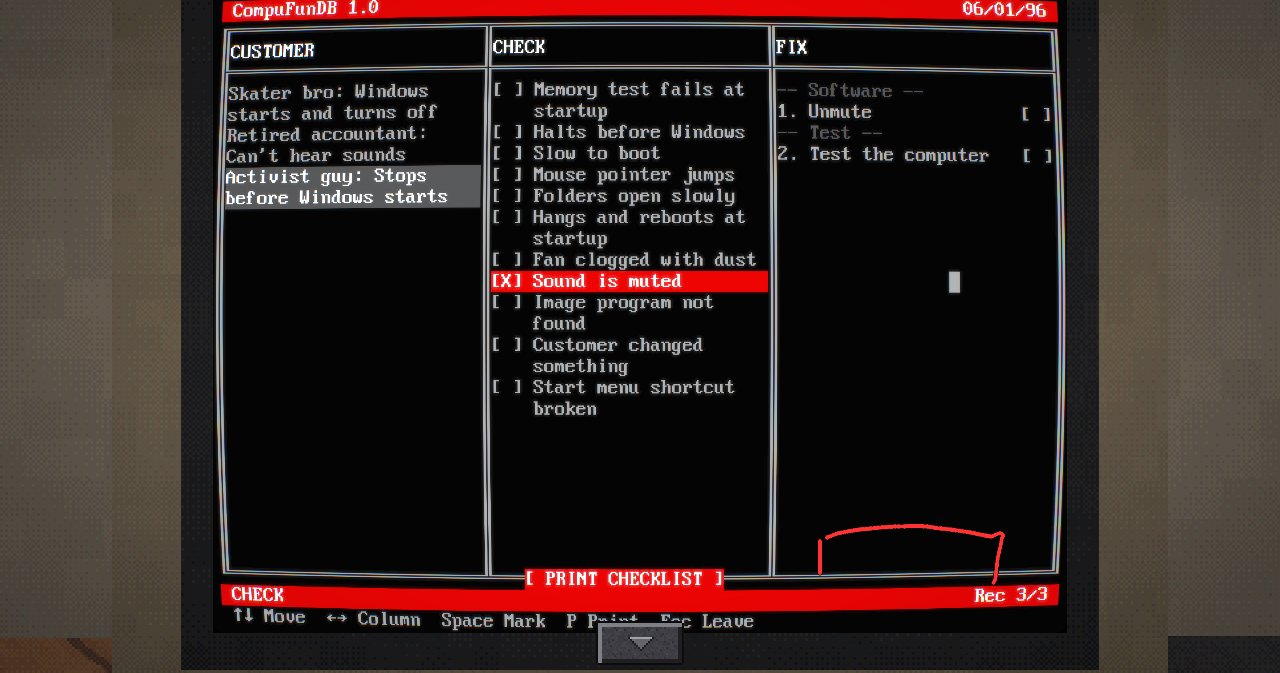 CompuFunDB 1.0 06/01/96
CUSTOMER CHECK FIX
Skater bro: Windows
starts and turns off
Retired accountant:
Can't hear sounds
Activist guy: Stops
before Windows starts
[ ] Memory test fails at
startup
[ ] Halts before Windows
[ ] Slow to boot
[ ] Mouse pointer jumps
[ ] Folders open slowly
[ ] Hangs and reboots at
startup
[ ] Fan clogged with dust
[X] Sound is muted
[ ] Image program not
found
[ ] Customer changed
something
[ ] Start menu shortcut
broken
-- Software --
1. Unmute [ ]
-- Test --
2. Test the computer [ ]
[ PRINT CHECKLIST ]
CHECK Rec 3/3
↑↓ Move ↔ Column Space Mark P Print Esc Leave